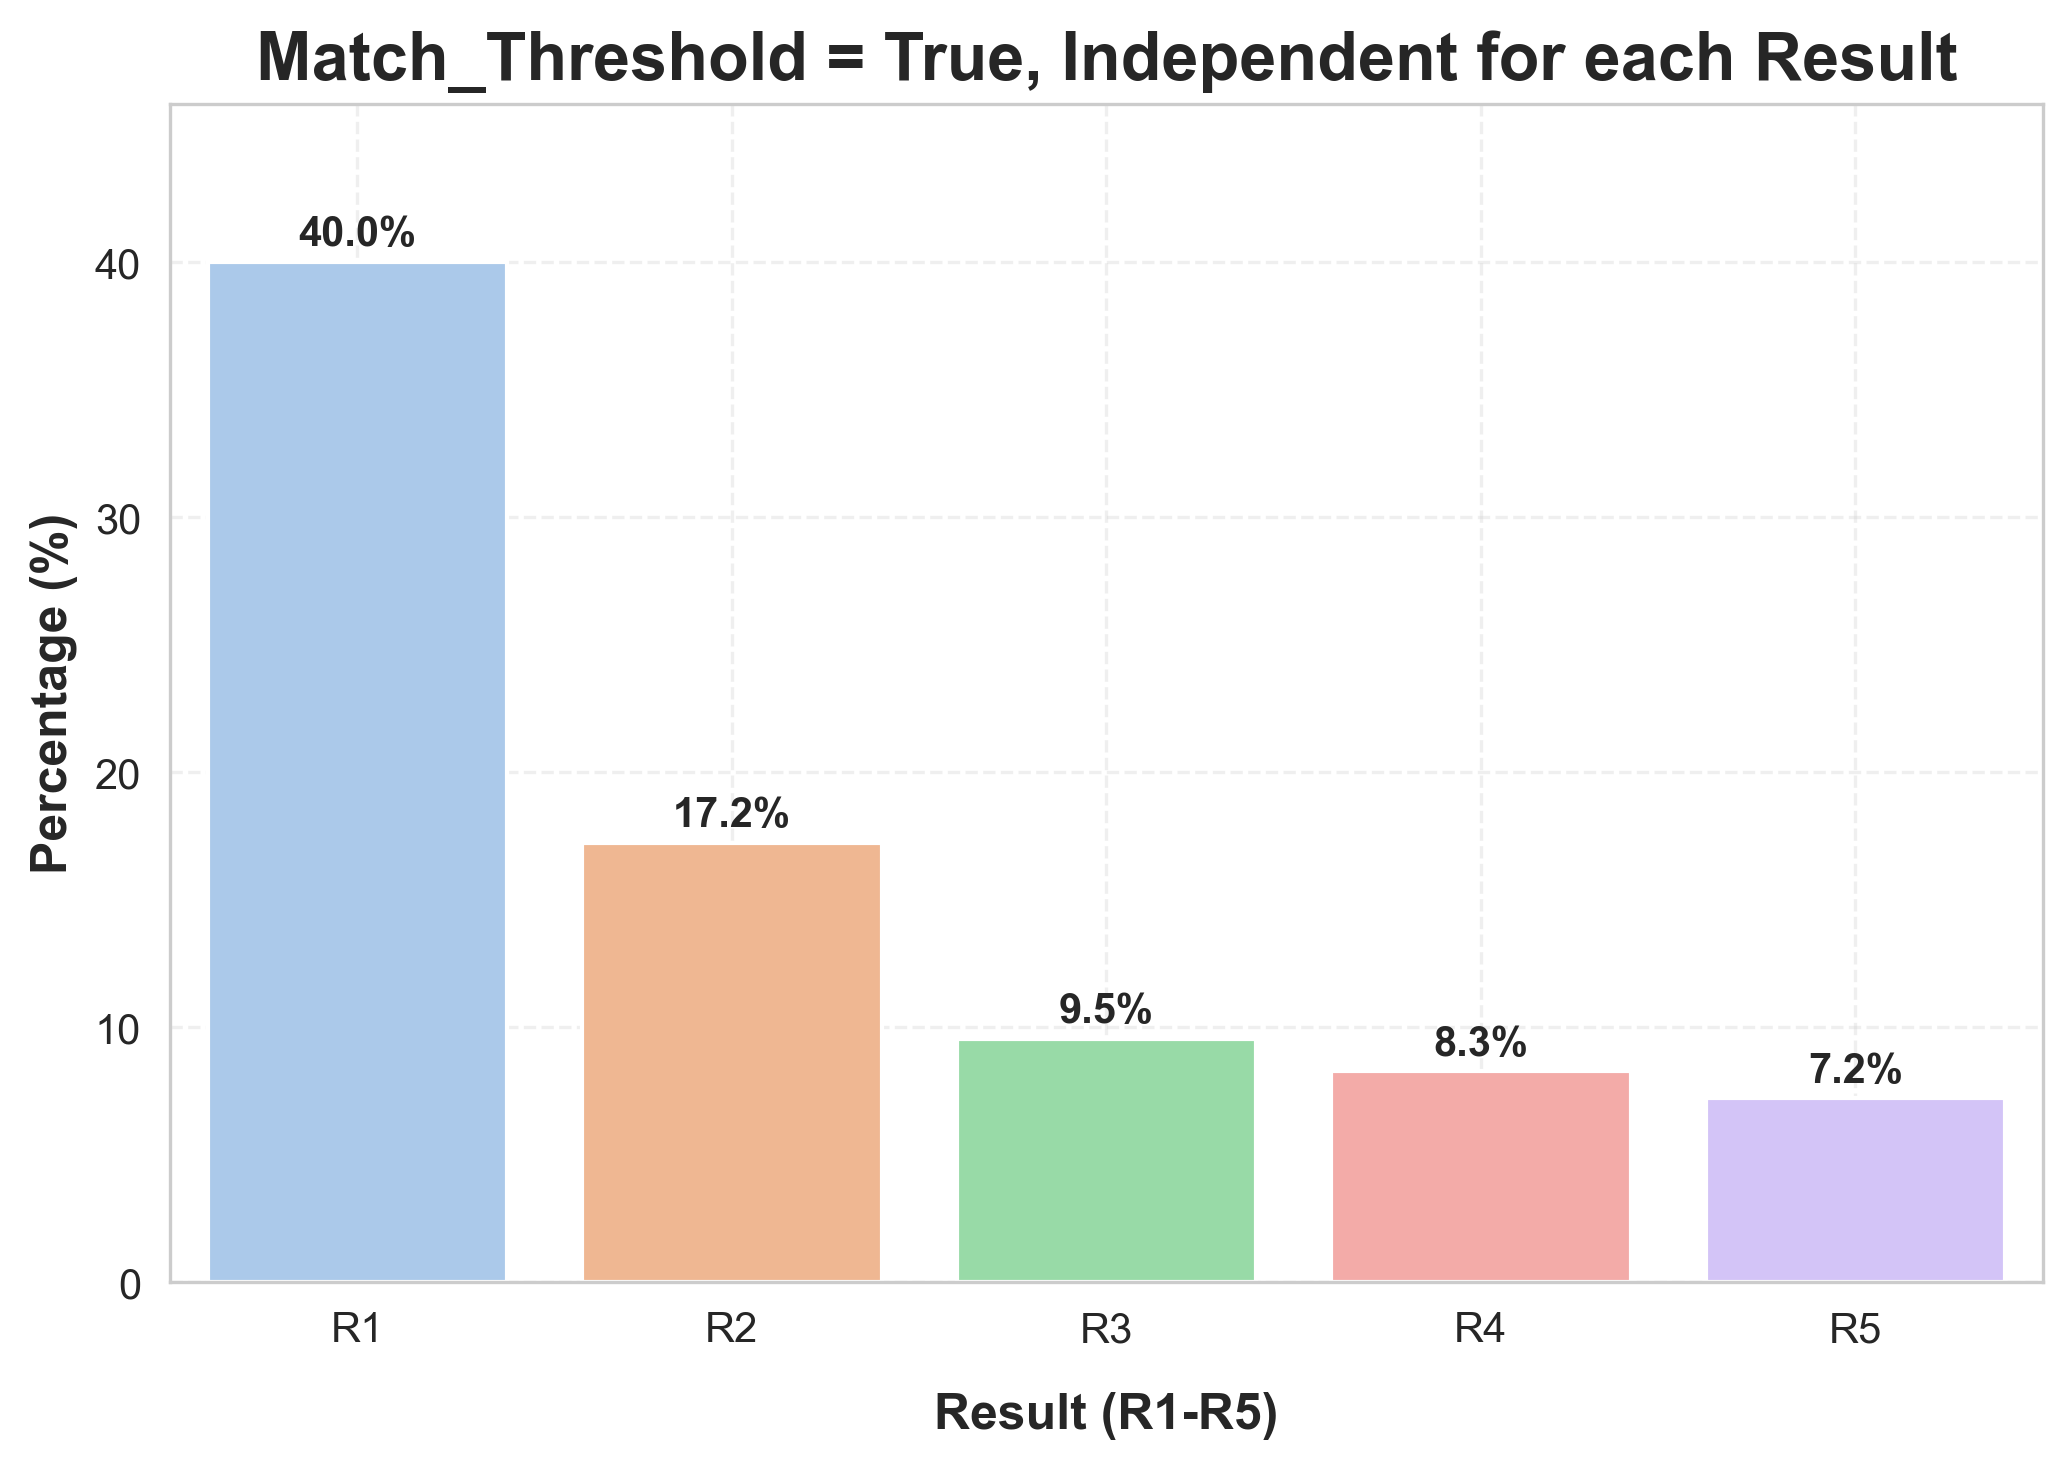 Match_Threshold = True, Independent for each Result
Percentage (%)
40
30
20
10
0
40.0%
17.2%
9.5%
8.3%
7.2%
R1
R2
R3
R4
R5
Result (R1-R5)